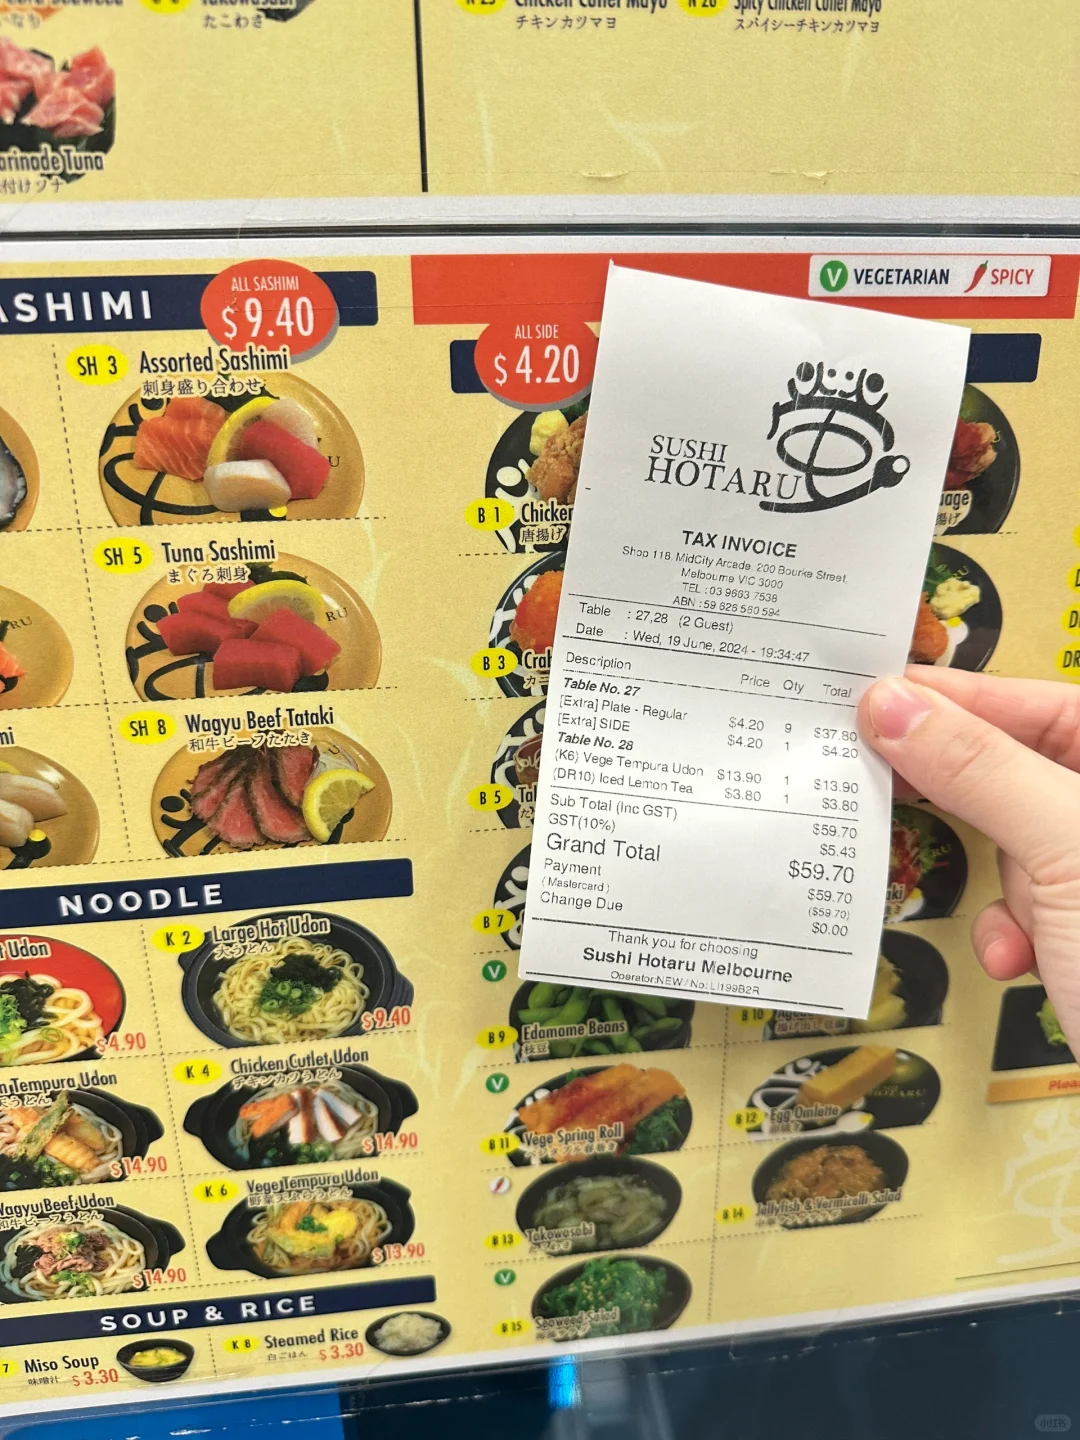 たこわさ
Chicken Cutlet Mayo
チキンカツマヨ
Spicy Chicken Cutlet Mayo
スパイシーチキンカツマヨ
Tuna
付けツナ
ASHIMI
ALL SASHIMI
$9.40
SH 3 Assorted Sashimi
刺身盛り合わせ
SH 5 Tuna Sashimi
まぐろ刺身
SH 8 Wagyu Beef Tataki
和牛ビーフたたき
V VEGETARIAN SPICY
ALL SIDE
$4.20
B 1 Chicken
唐揚げ
B 3 Crab
カニ
B 5
B 7
SUSHI
HOTARU
TAX INVOICE
Shop 118, MidCity Arcade, 200 Bourke Street,
Melbourne VIC 3000
TEL : 03 9663 7538
ABN : 59 626 560 594
Table : 27,28 (2 Guest)
Date : Wed, 19 June, 2024 - 19:34:47
Description Price Qty Total
Table No. 27
[Extra] Plate - Regular $4.20 9 $37.80
[Extra] SIDE $4.20 1 $4.20
Table No. 28
(K6) Vege Tempura Udon $13.90 1 $13.90
(DR10) Iced Lemon Tea $3.80 1 $3.80
Sub Total (Inc GST) $59.70
GST(10%) $5.43
Grand Total $59.70
Payment $59.70
( Mastercard ) ($59.70)
Change Due $0.00
Thank you for choosing
Sushi Hotaru Melbourne
Operator:NEW / No: LI199B2R
NOODLE
Udon
$4.90
K 2 Large Hot Udon
大うどん
$9.40
Tempura Udon
$14.90
K 4 Chicken Cutlet Udon
チキンカツうどん
$14.90
Wagyu Beef Udon
和牛ビーフうどん
$14.90
K 6 Vege Tempura Udon
野菜天ぷらうどん
$13.90
SOUP & RICE
7 Miso Soup
味噌汁 $3.30
K 8 Steamed Rice
白ごはん $3.30
V
B 9 Edamame Beans
枝豆
B 10
揚げ出し豆腐
V
B 11 Vege Spring Roll
B 12 Egg Omlette
B 13 Takowasabi
B 14 Jellyfish & Vermicelli Salad
V
B 15 Seaweed Salad